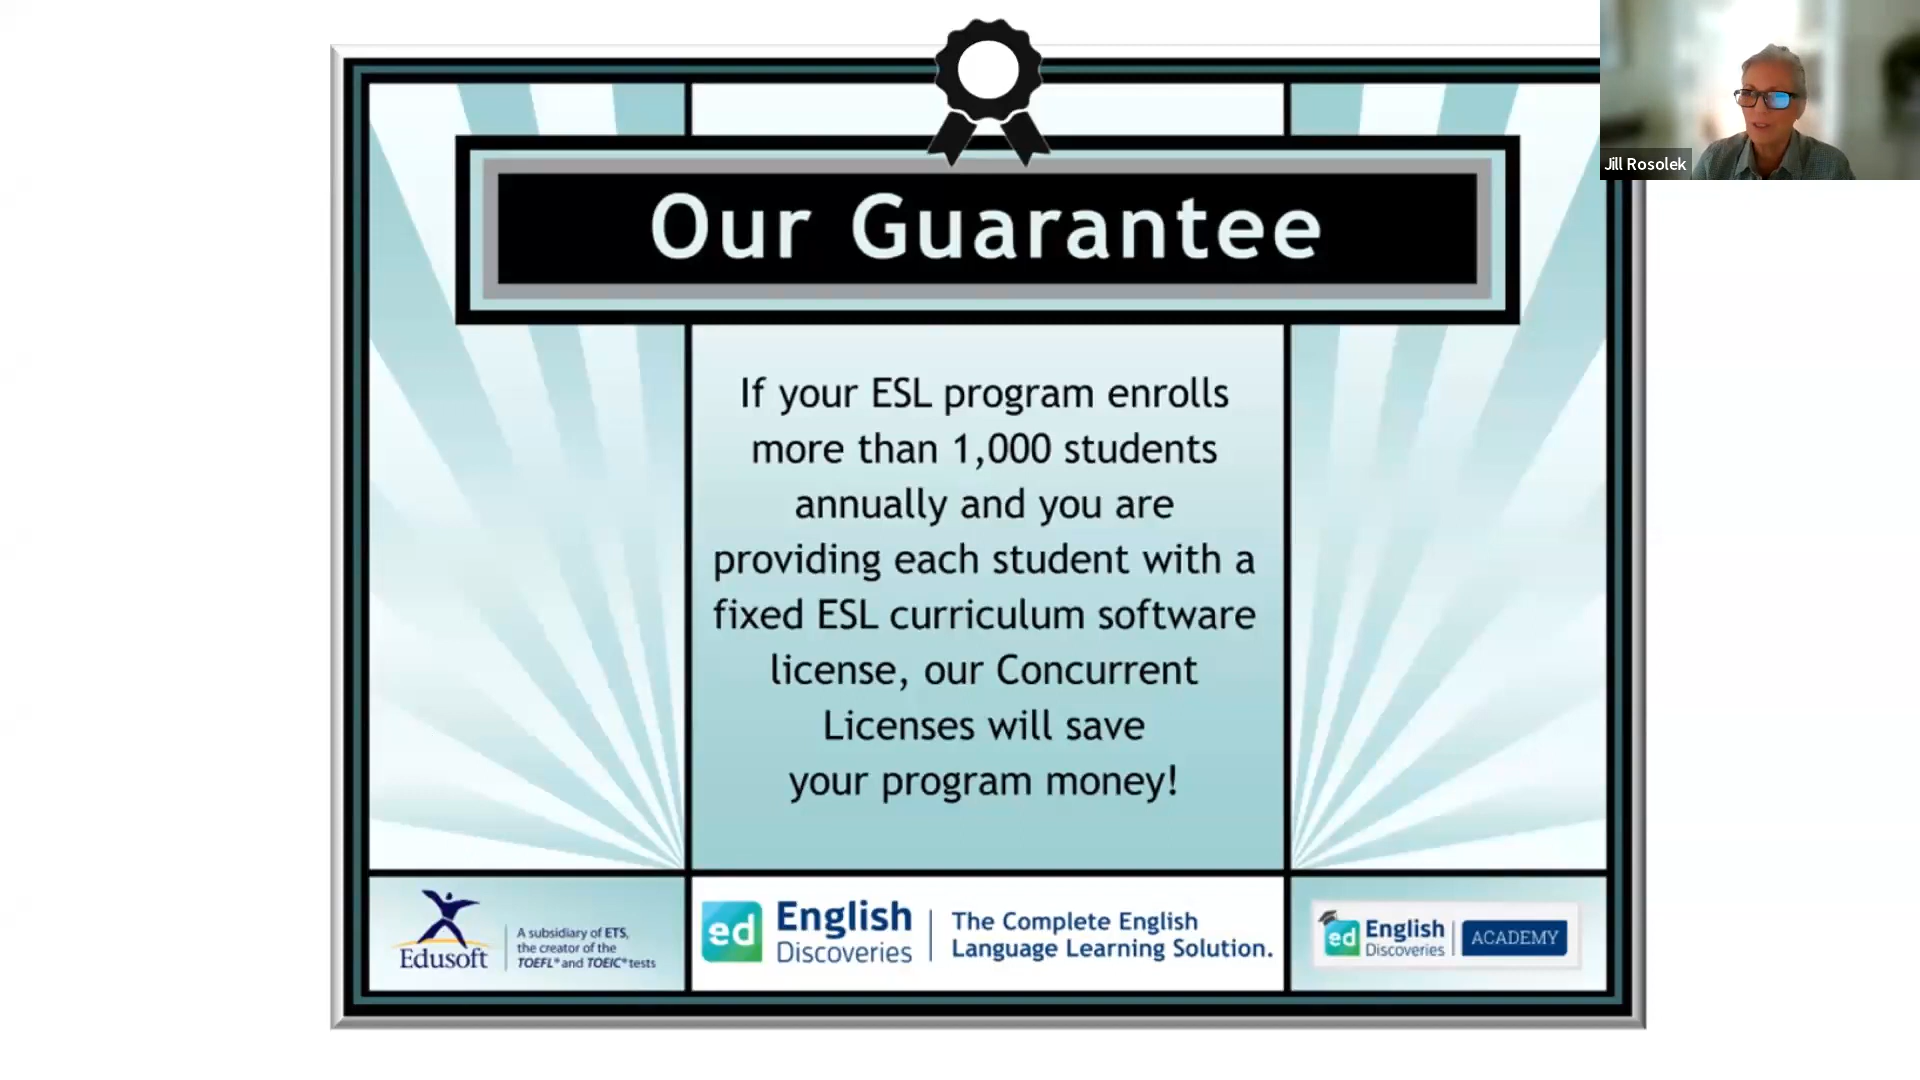 Jill Rosolek
Our Guarantee
If your ESL program enrolls
more than 1,000 students
annually and you are
providing each student with a
fixed ESL curriculum software
license, our Concurrent
Licenses will save
your program money!
Edusoft
A subsidiary of ETS,
the creator of the
TOEFL® and TOEIC® tests
ed English
Discoveries
The Complete English
Language Learning Solution.
ed English
Discoveries
ACADEMY